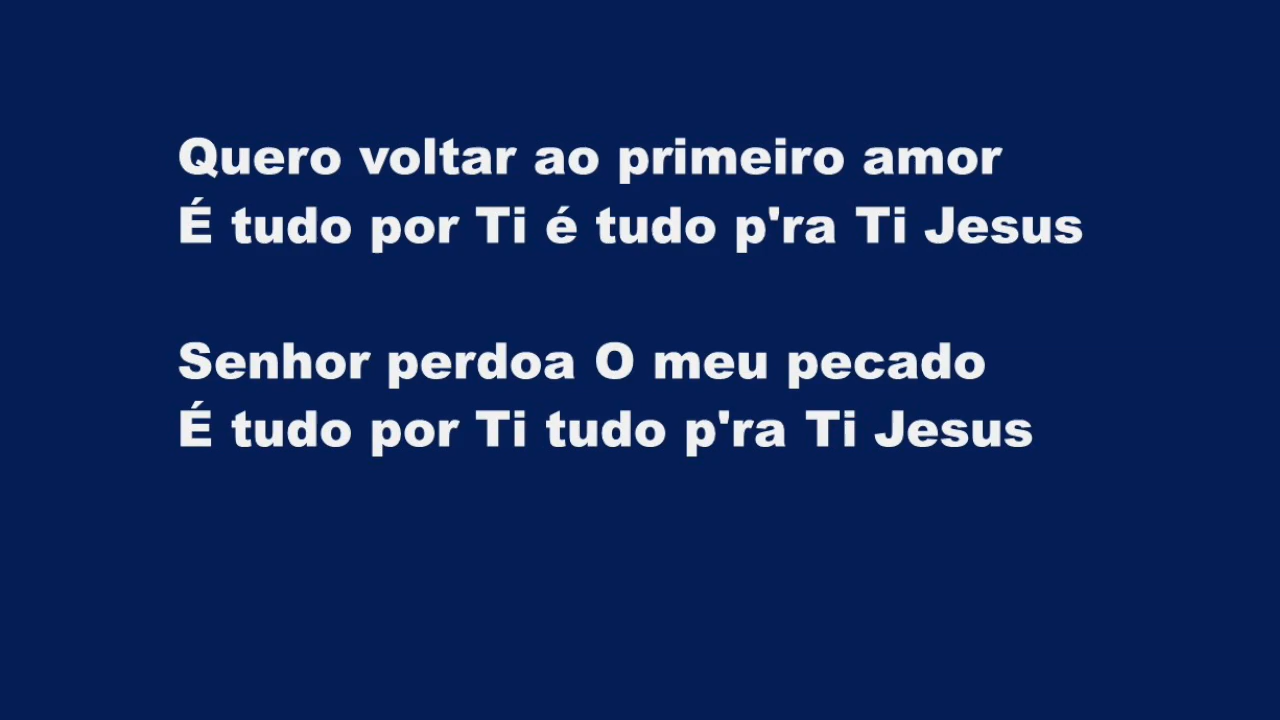 Quero voltar ao primeiro amor
É tudo por Ti é tudo p'ra Ti Jesus
Senhor perdoa O meu pecado
É tudo por Ti tudo p'ra Ti Jesus